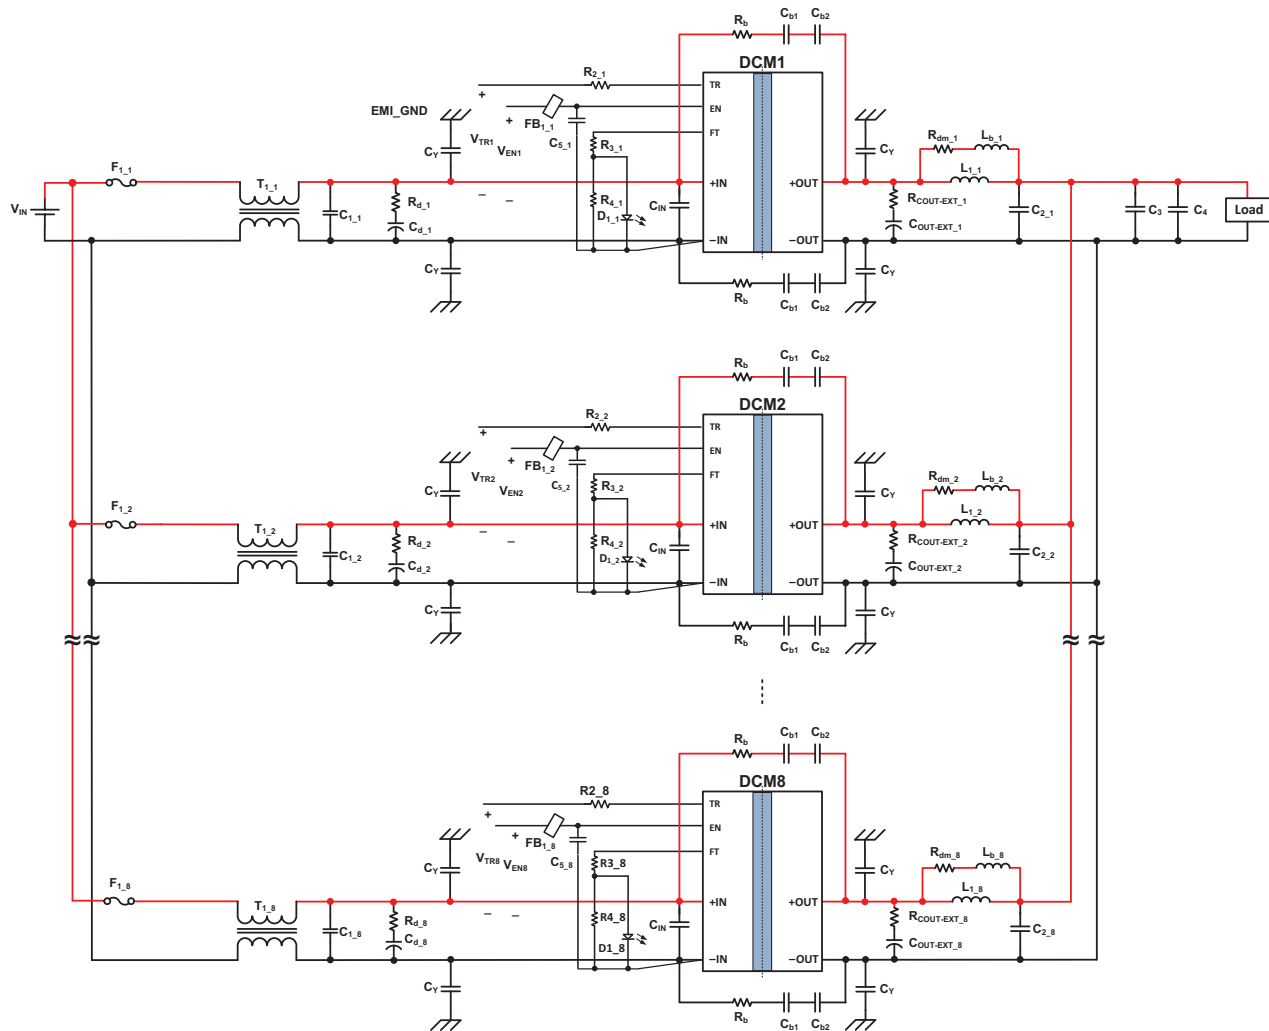 Rb Cb1 Cb2
DCM1
R2_1
TR
EMI_GND
FB1_1
EN
VTR1
VEN1
C5_1
FT
R3_1
CY
CY
Rdm_1 Lb_1
F1_1
T1_1
L1_1
+IN
+OUT
VIN
C1_1
Rd_1
Cd_1
R4_1
D1_1
CIN
RCOUT-EXT_1
COUT-EXT_1
C2_1
C3
C4
Load
–IN
–OUT
CY
CY
Rb Cb1 Cb2
Rb Cb1 Cb2
DCM2
R2_2
TR
FB1_2
EN
VTR2
VEN2
C5_2
FT
R3_2
CY
CY
Rdm_2 Lb_2
F1_2
T1_2
L1_2
+IN
+OUT
C1_2
Rd_2
Cd_2
R4_2
D1_2
CIN
RCOUT-EXT_2
COUT-EXT_2
C2_2
–IN
–OUT
CY
CY
Rb Cb1 Cb2
Rb Cb1 Cb2
DCM8
R2_8
TR
FB1_8
EN
VTR8
VEN8
C5_8
FT
R3_8
CY
CY
Rdm_8 Lb_8
F1_8
T1_8
L1_8
+IN
+OUT
C1_8
Rd_8
Cd_8
R4_8
D1_8
CIN
RCOUT-EXT_8
COUT-EXT_8
C2_8
–IN
–OUT
CY
CY
Rb Cb1 Cb2